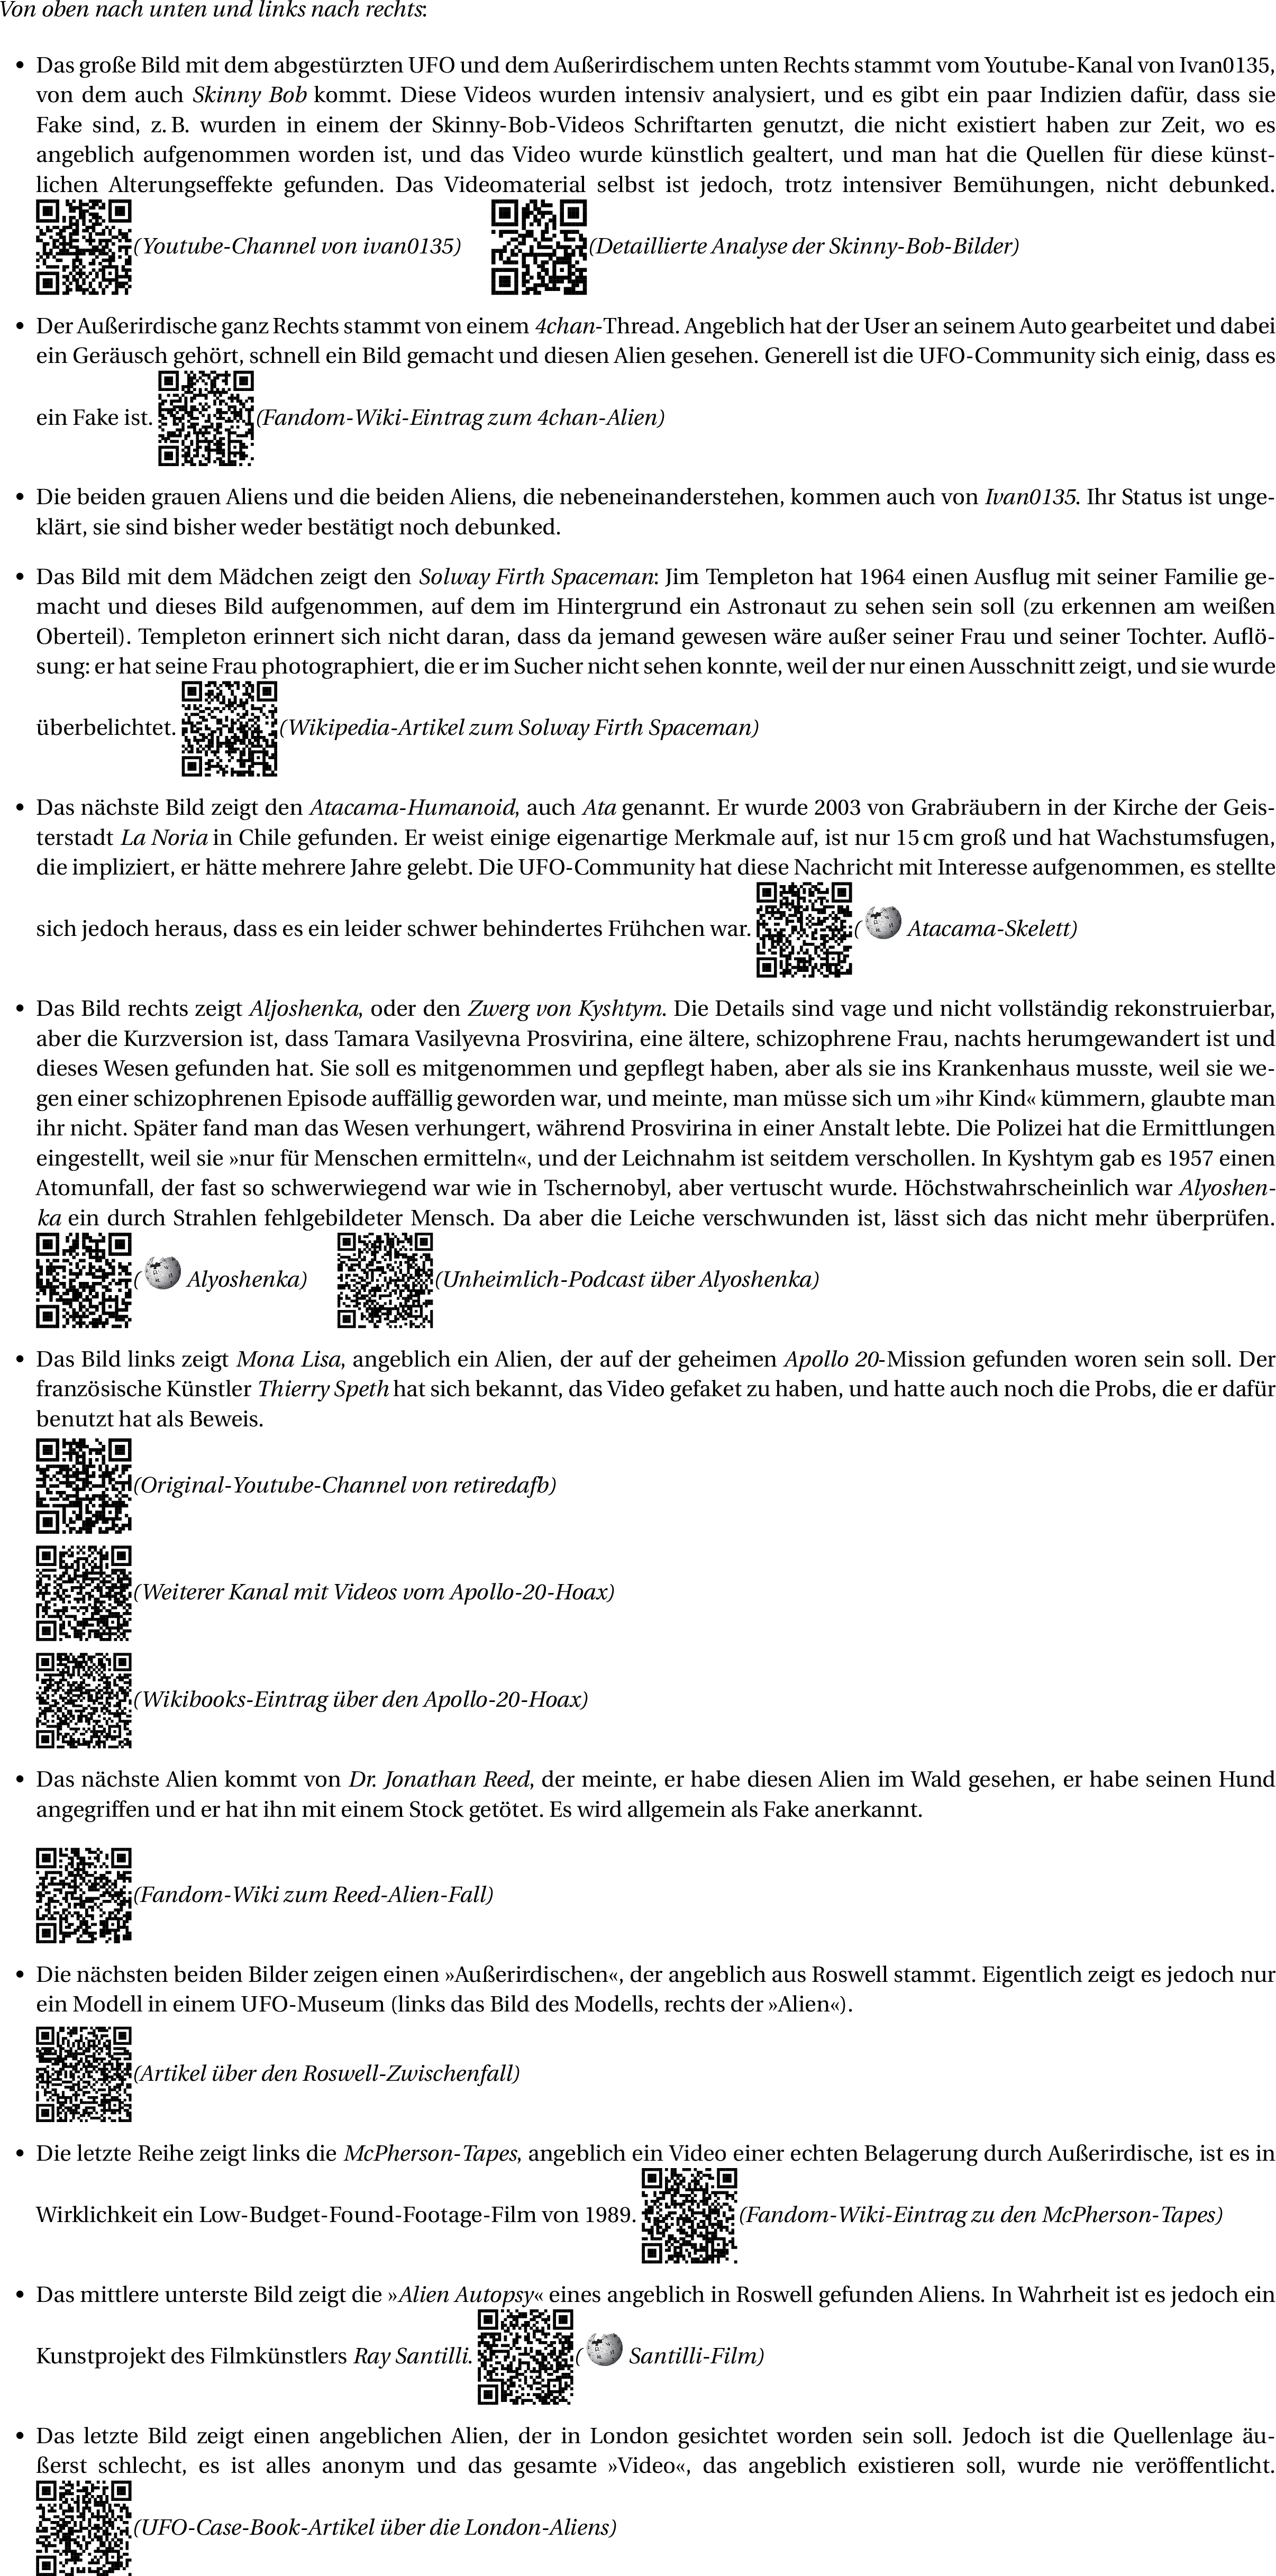 Von oben nach unten und links nach rechts:
• Das große Bild mit dem abgestürzten UFO und dem Außerirdischem unten Rechts stammt vom Youtube-Kanal von Ivan0135,
von dem auch Skinny Bob kommt. Diese Videos wurden intensiv analysiert, und es gibt ein paar Indizien dafür, dass sie
Fake sind, z. B. wurden in einem der Skinny-Bob-Videos Schriftarten genutzt, die nicht existiert haben zur Zeit, wo es
angeblich aufgenommen worden ist, und das Video wurde künstlich gealtert, und man hat die Quellen für diese künst-
lichen Alterungseffekte gefunden. Das Videomaterial selbst ist jedoch, trotz intensiver Bemühungen, nicht debunked.
(Youtube-Channel von ivan0135) (Detaillierte Analyse der Skinny-Bob-Bilder)
• Der Außerirdische ganz Rechts stammt von einem 4chan-Thread. Angeblich hat der User an seinem Auto gearbeitet und dabei
ein Geräusch gehört, schnell ein Bild gemacht und diesen Alien gesehen. Generell ist die UFO-Community sich einig, dass es
ein Fake ist. (Fandom-Wiki-Eintrag zum 4chan-Alien)
• Die beiden grauen Aliens und die beiden Aliens, die nebeneinanderstehen, kommen auch von Ivan0135. Ihr Status ist unge-
klärt, sie sind bisher weder bestätigt noch debunked.
• Das Bild mit dem Mädchen zeigt den Solway Firth Spaceman: Jim Templeton hat 1964 einen Ausflug mit seiner Familie ge-
macht und dieses Bild aufgenommen, auf dem im Hintergrund ein Astronaut zu sehen sein soll (zu erkennen am weißen
Oberteil). Templeton erinnert sich nicht daran, dass da jemand gewesen wäre außer seiner Frau und seiner Tochter. Auflö-
sung: er hat seine Frau photographiert, die er im Sucher nicht sehen konnte, weil der nur einen Ausschnitt zeigt, und sie wurde
überbelichtet. (Wikipedia-Artikel zum Solway Firth Spaceman)
• Das nächste Bild zeigt den Atacama-Humanoid, auch Ata genannt. Er wurde 2003 von Grabräubern in der Kirche der Geis-
terstadt La Noria in Chile gefunden. Er weist einige eigenartige Merkmale auf, ist nur 15 cm groß und hat Wachstumsfugen,
die impliziert, er hätte mehrere Jahre gelebt. Die UFO-Community hat diese Nachricht mit Interesse aufgenommen, es stellte
sich jedoch heraus, dass es ein leider schwer behindertes Frühchen war. ( Atacama-Skelett)
• Das Bild rechts zeigt Aljoshenka, oder den Zwerg von Kyshtym. Die Details sind vage und nicht vollständig rekonstruierbar,
aber die Kurzversion ist, dass Tamara Vasilyevna Prosvirina, eine ältere, schizophrene Frau, nachts herumgewandert ist und
dieses Wesen gefunden hat. Sie soll es mitgenommen und gepflegt haben, aber als sie ins Krankenhaus musste, weil sie we-
gen einer schizophrenen Episode auffällig geworden war, und meinte, man müsse sich um »ihr Kind« kümmern, glaubte man
ihr nicht. Später fand man das Wesen verhungert, während Prosvirina in einer Anstalt lebte. Die Polizei hat die Ermittlungen
eingestellt, weil sie »nur für Menschen ermitteln«, und der Leichnahm ist seitdem verschollen. In Kyshtym gab es 1957 einen
Atomunfall, der fast so schwerwiegend war wie in Tschernobyl, aber vertuscht wurde. Höchstwahrscheinlich war Alyoshen-
ka ein durch Strahlen fehlgebildeter Mensch. Da aber die Leiche verschwunden ist, lässt sich das nicht mehr überprüfen.
( Alyoshenka) (Unheimlich-Podcast über Alyoshenka)
• Das Bild links zeigt Mona Lisa, angeblich ein Alien, der auf der geheimen Apollo 20-Mission gefunden woren sein soll. Der
französische Künstler Thierry Speth hat sich bekannt, das Video gefaket zu haben, und hatte auch noch die Probs, die er dafür
benutzt hat als Beweis.
(Original-Youtube-Channel von retiredafb)
(Weiterer Kanal mit Videos vom Apollo-20-Hoax)
(Wikibooks-Eintrag über den Apollo-20-Hoax)
• Das nächste Alien kommt von Dr. Jonathan Reed, der meinte, er habe diesen Alien im Wald gesehen, er habe seinen Hund
angegriffen und er hat ihn mit einem Stock getötet. Es wird allgemein als Fake anerkannt.
(Fandom-Wiki zum Reed-Alien-Fall)
• Die nächsten beiden Bilder zeigen einen »Außerirdischen«, der angeblich aus Roswell stammt. Eigentlich zeigt es jedoch nur
ein Modell in einem UFO-Museum (links das Bild des Modells, rechts der »Alien«).
(Artikel über den Roswell-Zwischenfall)
• Die letzte Reihe zeigt links die McPherson-Tapes, angeblich ein Video einer echten Belagerung durch Außerirdische, ist es in
Wirklichkeit ein Low-Budget-Found-Footage-Film von 1989. (Fandom-Wiki-Eintrag zu den McPherson-Tapes)
• Das mittlere unterste Bild zeigt die »Alien Autopsy« eines angeblich in Roswell gefunden Aliens. In Wahrheit ist es jedoch ein
Kunstprojekt des Filmkünstlers Ray Santilli. ( Santilli-Film)
• Das letzte Bild zeigt einen angeblichen Alien, der in London gesichtet worden sein soll. Jedoch ist die Quellenlage äu-
ßerst schlecht, es ist alles anonym und das gesamte »Video«, das angeblich existieren soll, wurde nie veröffentlicht.
(UFO-Case-Book-Artikel über die London-Aliens)